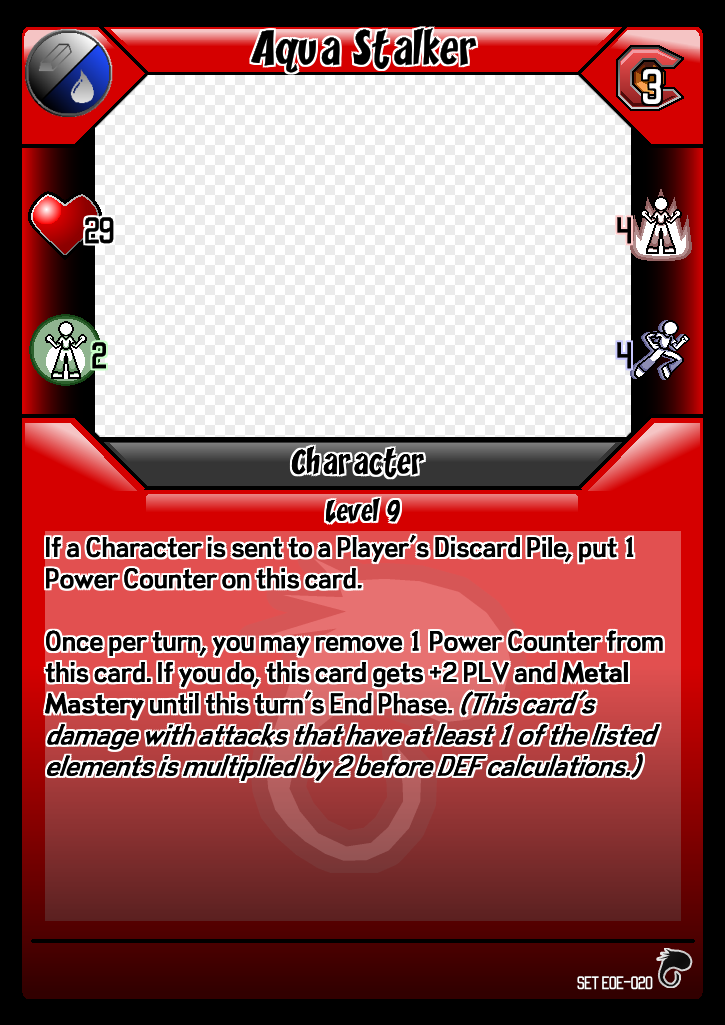 Aqua Stalker
3
29
4
2
4
Character
Level 9
If a Character is sent to a Player's Discard Pile, put 1
Power Counter on this card.
Once per turn, you may remove 1 Power Counter from
this card. If you do, this card gets +2 PLV and Metal
Mastery until this turn's End Phase. (This card's
damage with attacks that have at least 1 of the listed
elements is multiplied by 2 before DEF calculations.)
SET EOE-020